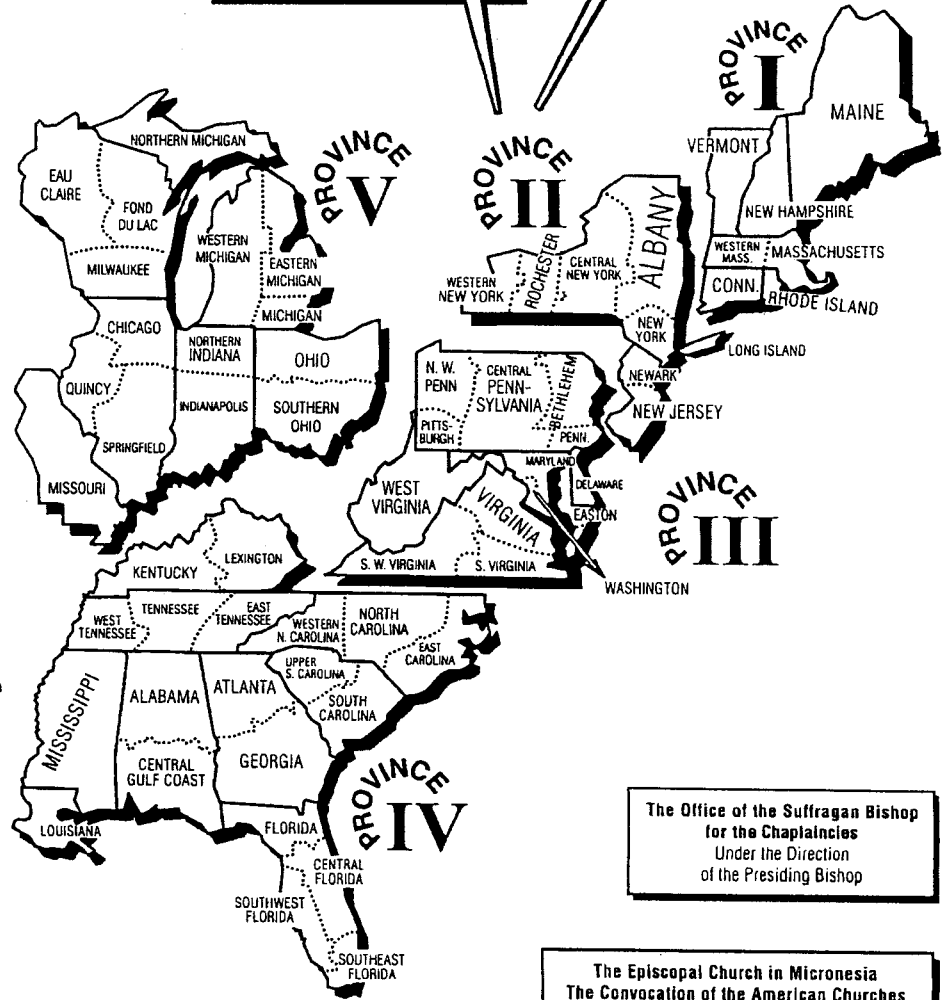 PROVINCE
I
MAINE
VERMONT
NEW HAMPSHIRE
WESTERN
MASS.
MASSACHUSETTS
CONN.
RHODE ISLAND
PROVINCE
II
ALBANY
ROCHESTER
CENTRAL
NEW YORK
WESTERN
NEW YORK
NEW
YORK
LONG ISLAND
NEWARK
NEW JERSEY
PROVINCE
V
NORTHERN MICHIGAN
EAU
CLAIRE
FOND
DU LAC
WESTERN
MICHIGAN
EASTERN
MICHIGAN
MILWAUKEE
MICHIGAN
CHICAGO
NORTHERN
INDIANA
OHIO
QUINCY
INDIANAPOLIS
SOUTHERN
OHIO
SPRINGFIELD
MISSOURI
PROVINCE
III
N. W.
PENN
CENTRAL
PENN-
SYLVANIA
BETHLEHEM
PITTS-
BURGH
PENN.
MARYLAND
DELAWARE
EASTON
WEST
VIRGINIA
VIRGINIA
S. W. VIRGINIA
S. VIRGINIA
WASHINGTON
PROVINCE
IV
KENTUCKY
LEXINGTON
WEST
TENNESSEE
TENNESSEE
EAST
TENNESSEE
WESTERN
N. CAROLINA
NORTH
CAROLINA
EAST
CAROLINA
UPPER
S. CAROLINA
SOUTH
CAROLINA
MISSISSIPPI
ALABAMA
ATLANTA
CENTRAL
GULF COAST
GEORGIA
LOUISIANA
FLORIDA
CENTRAL
FLORIDA
SOUTHWEST
FLORIDA
SOUTHEAST
FLORIDA
The Office of the Suffragan Bishop
for the Chaplaincies
Under the Direction
of the Presiding Bishop
The Episcopal Church in Micronesia
The Convocation of the American Churches